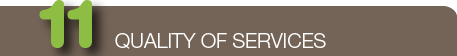 11 QUALITY OF SERVICES